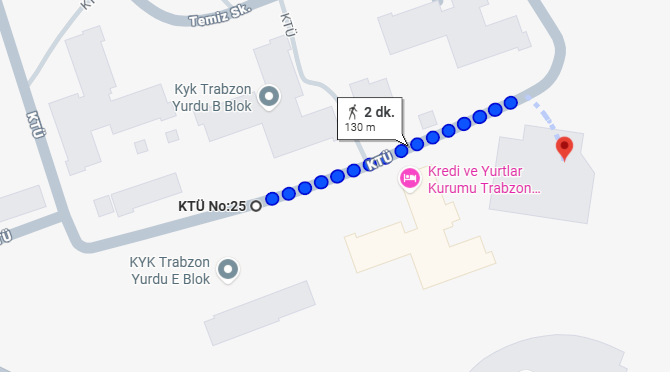 KTÜ
Temiz Sk.
KTÜ
Kyk Trabzon
Yurdu B Blok
2 dk.
130 m
KTÜ
KTÜ
Kredi ve Yurtlar
Kurumu Trabzon...
KTÜ No:25
KYK Trabzon
Yurdu E Blok